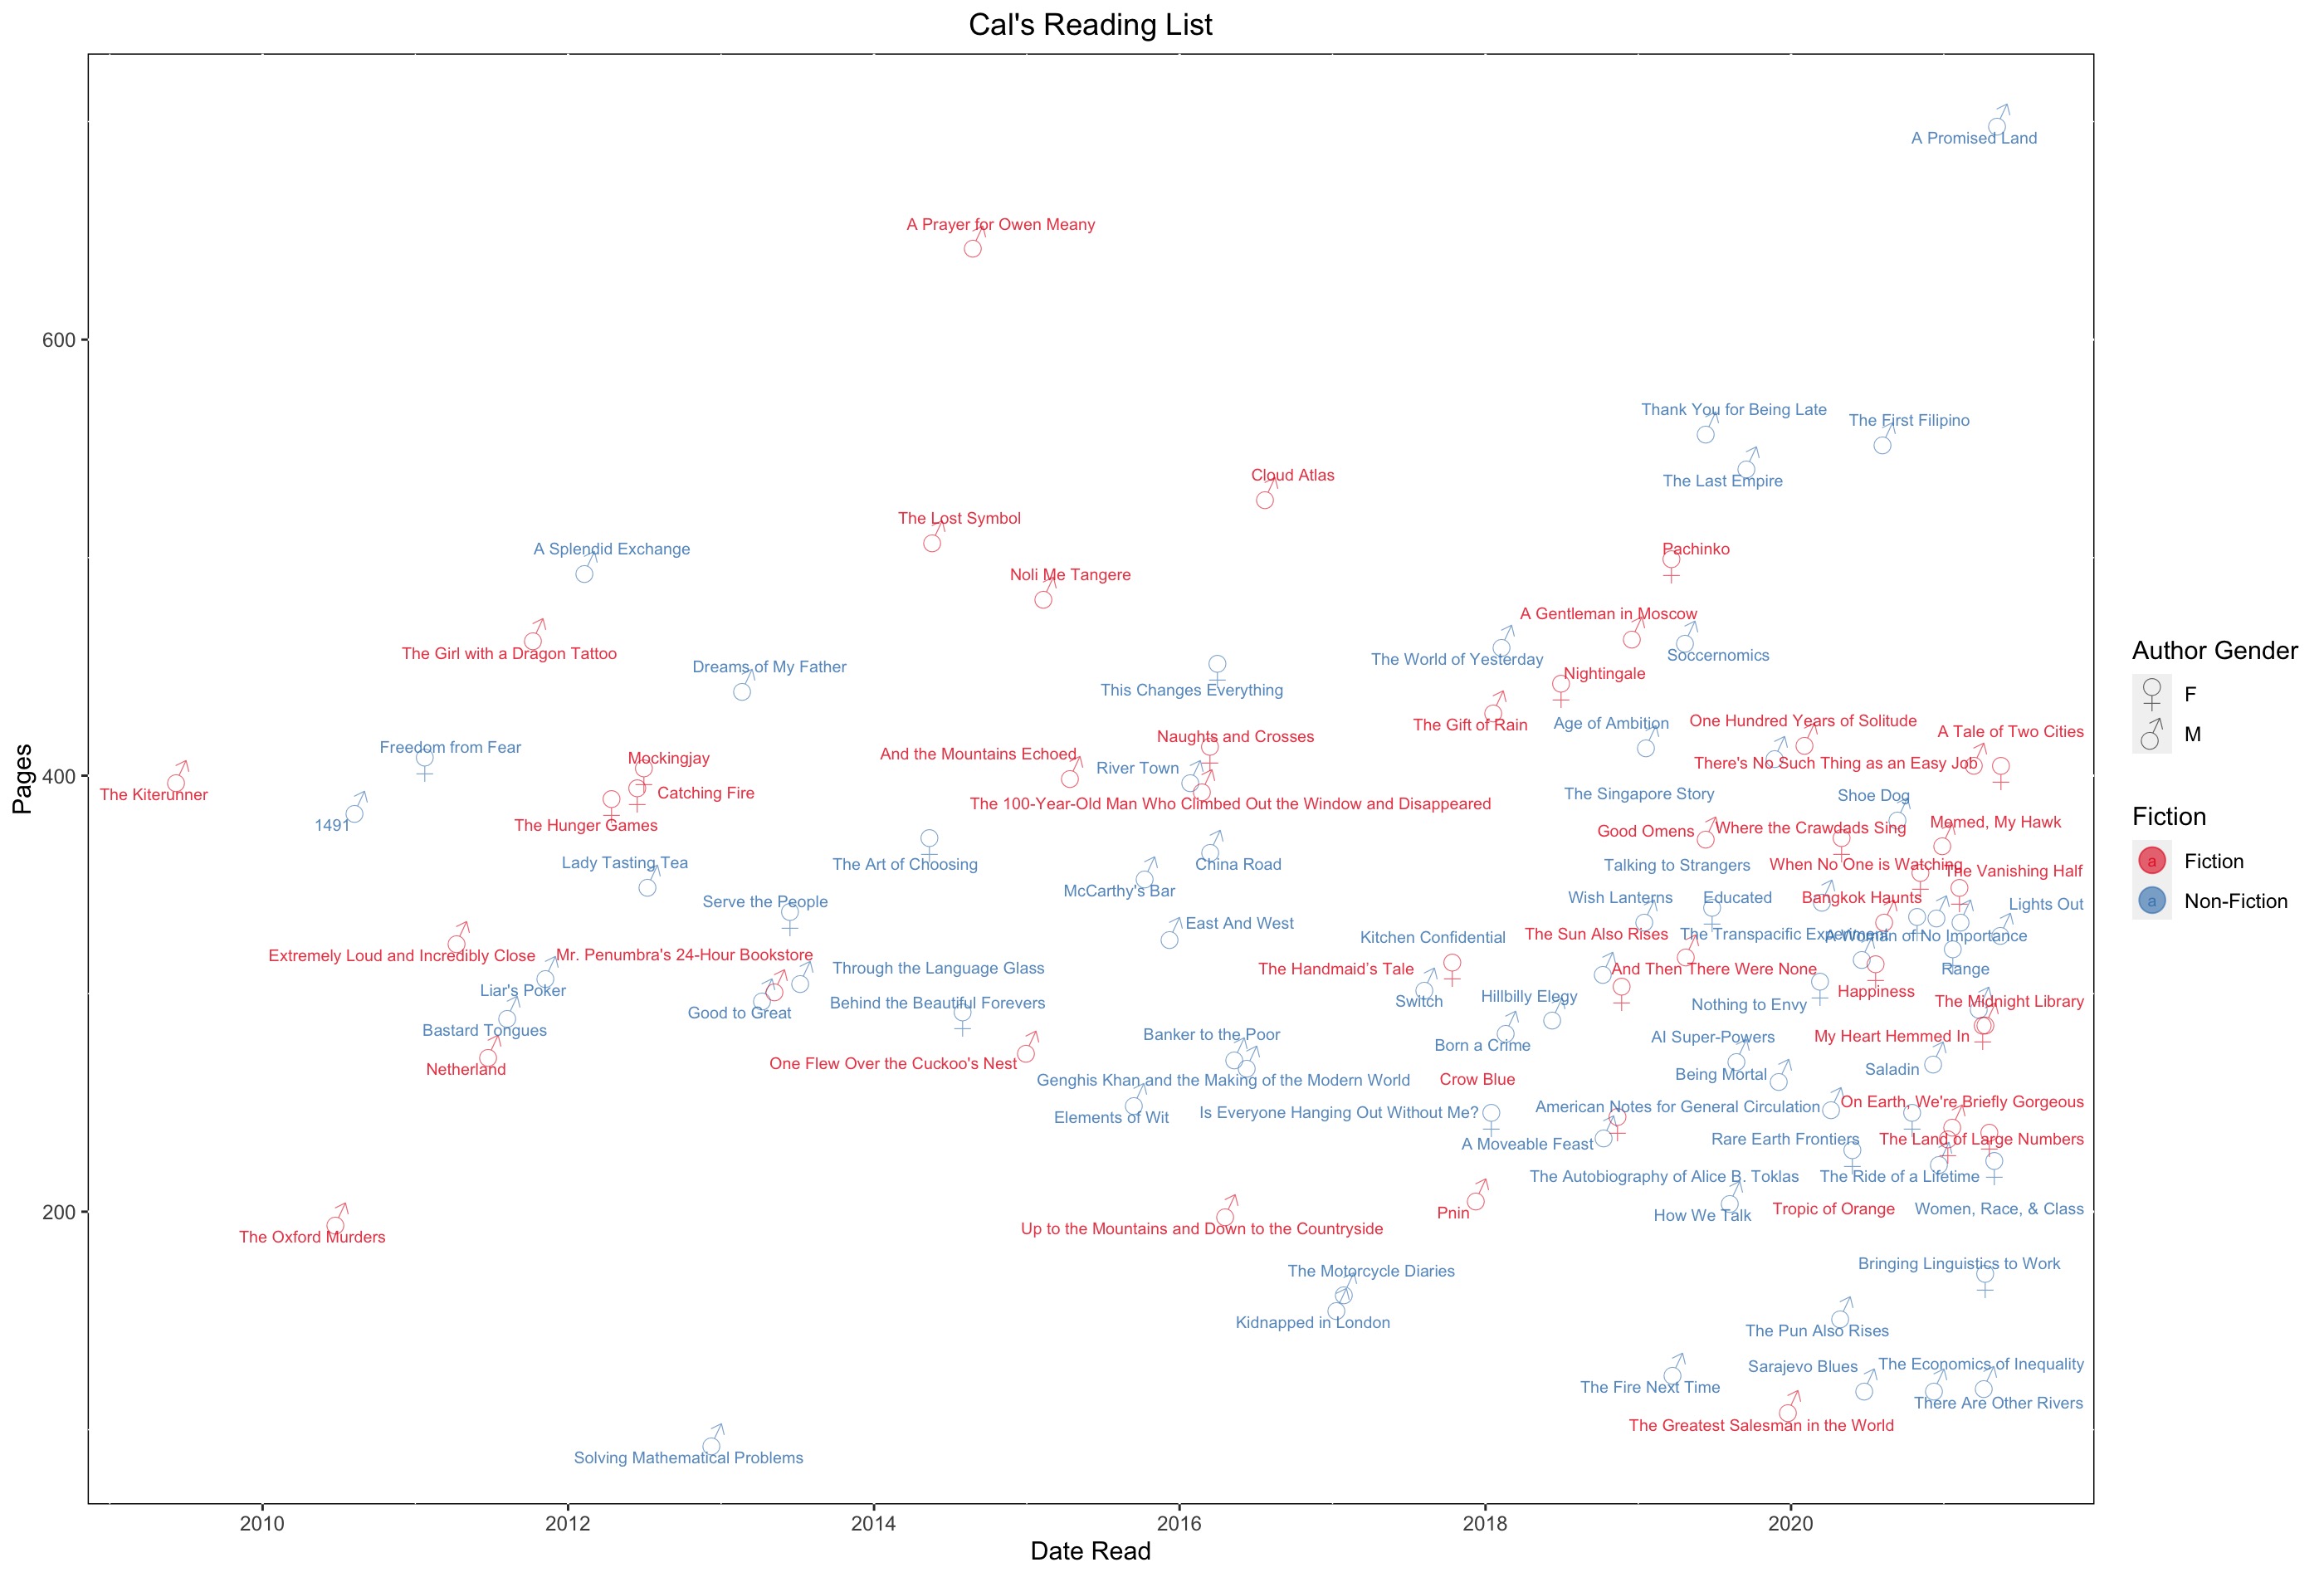 Cal's Reading List
A Promised Land
A Prayer for Owen Meany
600
Thank You for Being Late
The First Filipino
Cloud Atlas
The Last Empire
The Lost Symbol
A Splendid Exchange
Pachinko
Noli Me Tangere
A Gentleman in Moscow
The Girl with a Dragon Tattoo
Soccernomics
The World of Yesterday
Dreams of My Father
Nightingale
This Changes Everything
Author Gender
F
M
Fiction
a Fiction
a Non-Fiction
Pages
The Gift of Rain
Age of Ambition
One Hundred Years of Solitude
A Tale of Two Cities
Naughts and Crosses
Freedom from Fear
And the Mountains Echoed
Mockingjay
There's No Such Thing as an Easy Job
River Town
400
The Kiterunner
Catching Fire
The Singapore Story
Shoe Dog
The 100-Year-Old Man Who Climbed Out the Window and Disappeared
1491
The Hunger Games
Good Omens
Where the Crawdads Sing
Memed, My Hawk
Lady Tasting Tea
The Art of Choosing
China Road
Talking to Strangers
When No One is Watching
The Vanishing Half
McCarthy's Bar
Serve the People
Wish Lanterns
Educated
Bangkok Haunts
Lights Out
East And West
Kitchen Confidential
The Sun Also Rises
The Transpacific Experiment
A Woman of No Importance
Extremely Loud and Incredibly Close
Mr. Penumbra's 24-Hour Bookstore
Through the Language Glass
The Handmaid's Tale
And Then There Were None
Range
Liar's Poker
Happiness
Behind the Beautiful Forevers
Switch
Hillbilly Elegy
Nothing to Envy
The Midnight Library
Good to Great
Bastard Tongues
Banker to the Poor
Born a Crime
AI Super-Powers
My Heart Hemmed In
Netherland
One Flew Over the Cuckoo's Nest
Genghis Khan and the Making of the Modern World
Crow Blue
Being Mortal
Saladin
Elements of Wit
Is Everyone Hanging Out Without Me?
American Notes for General Circulation
On Earth, We're Briefly Gorgeous
A Moveable Feast
Rare Earth Frontiers
The Land of Large Numbers
The Autobiography of Alice B. Toklas
The Ride of a Lifetime
200
Pnin
How We Talk
Tropic of Orange
Women, Race, & Class
The Oxford Murders
Up to the Mountains and Down to the Countryside
The Motorcycle Diaries
Bringing Linguistics to Work
Kidnapped in London
The Pun Also Rises
Sarajevo Blues
The Economics of Inequality
The Fire Next Time
There Are Other Rivers
The Greatest Salesman in the World
Solving Mathematical Problems
2010
2012
2014
2016
2018
2020
Date Read